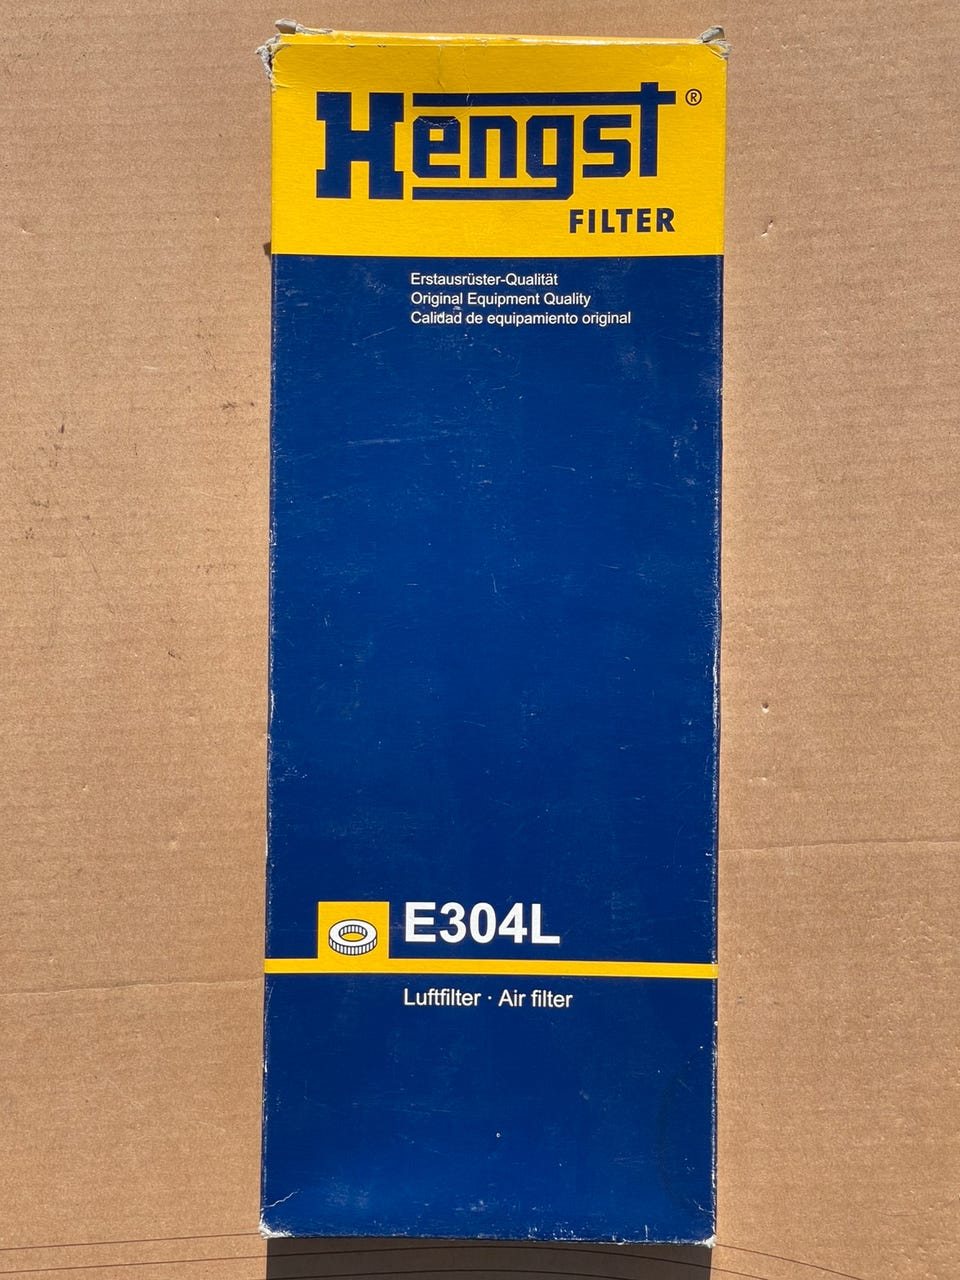 Hengst®
FILTER
Erstausrüster-Qualität
Original Equipment Quality
Calidad de equipamiento original
E304L
Luftfilter · Air filter